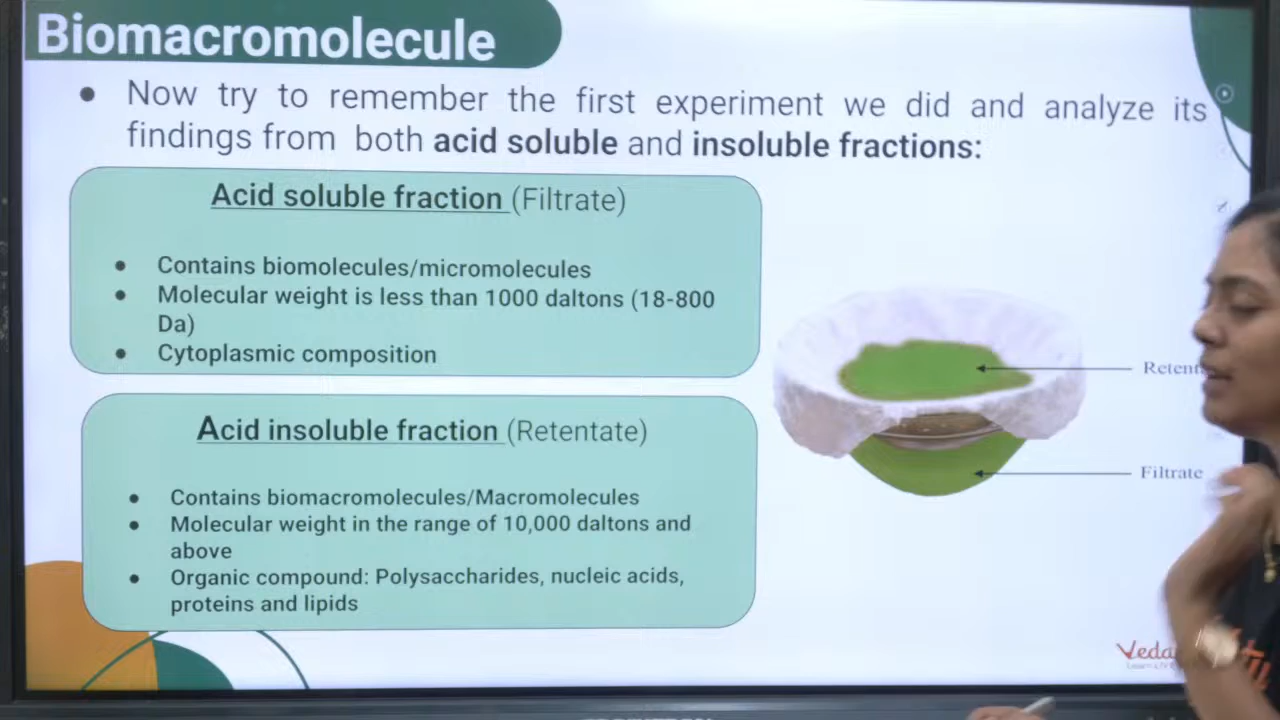 Biomacromolecule
● Now try to remember the first experiment we did and analyze its
findings from both acid soluble and insoluble fractions:
Acid soluble fraction (Filtrate)
● Contains biomolecules/micromolecules
● Molecular weight is less than 1000 daltons (18-800
Da)
● Cytoplasmic composition
Acid insoluble fraction (Retentate)
● Contains biomacromolecules/Macromolecules
● Molecular weight in the range of 10,000 daltons and
above
● Organic compound: Polysaccharides, nucleic acids,
proteins and lipids
Filtrate